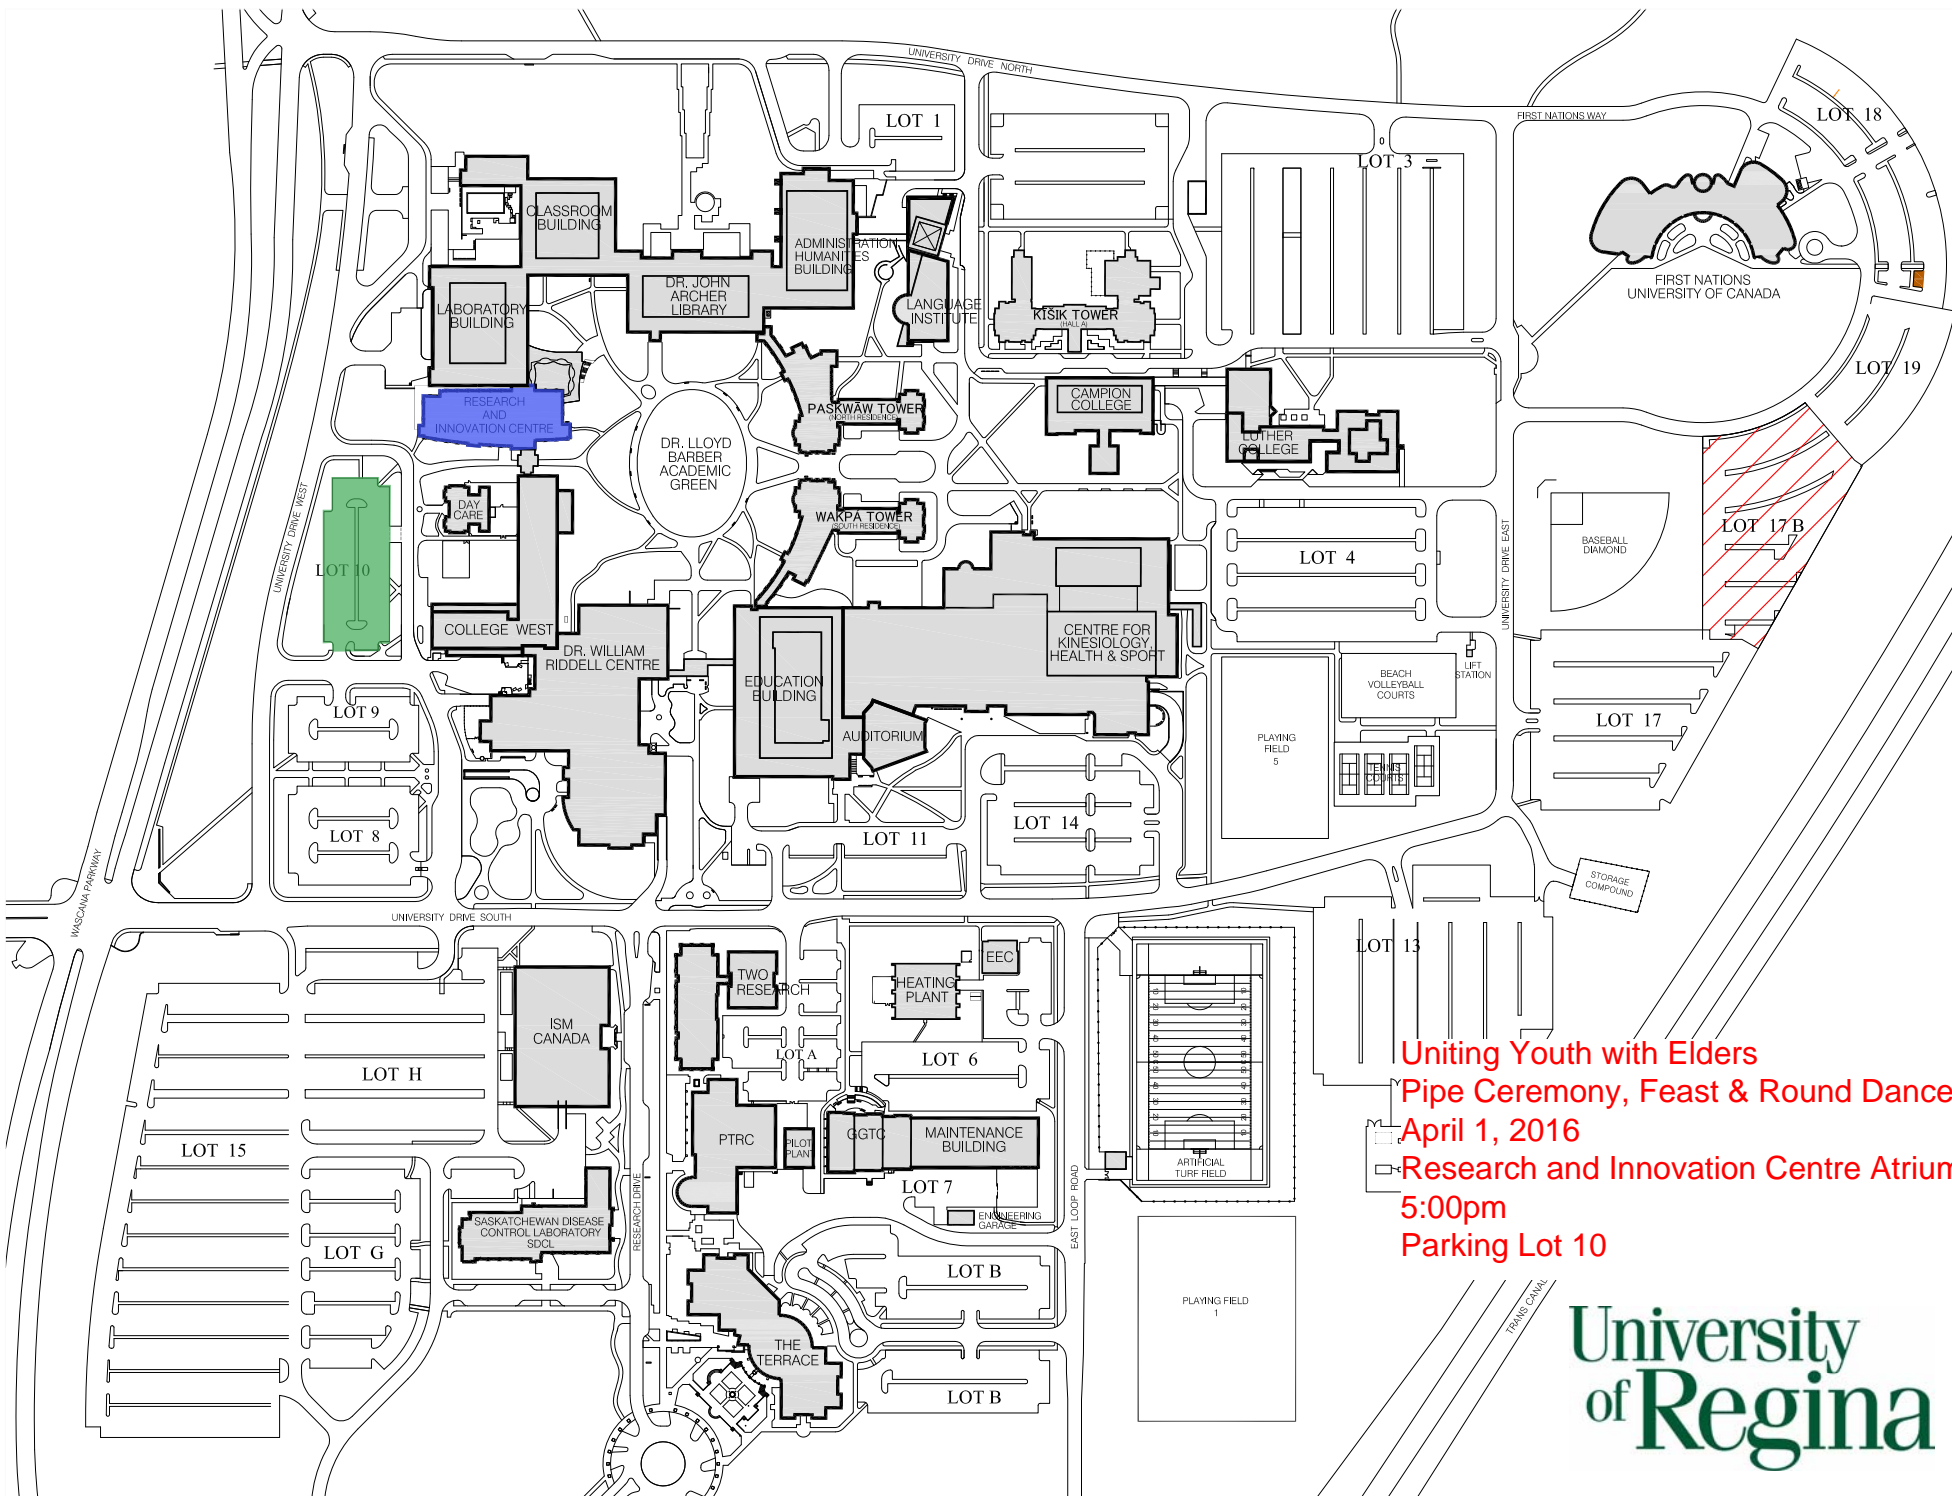 UNIVERSITY DRIVE NORTH
FIRST NATIONS WAY
LOT 18
LOT 1
LOT 3
CLASSROOM
BUILDING
ADMINISTRATION
HUMANITIES
BUILDING
DR. JOHN
ARCHER
LIBRARY
LABORATORY
BUILDING
LANGUAGE
INSTITUTE
KĪSIK TOWER
(HALL A)
FIRST NATIONS
UNIVERSITY OF CANADA
LOT 19
RESEARCH
AND
INNOVATION CENTRE
PASKWĀW TOWER
(NORTH RESIDENCE)
CAMPION
COLLEGE
LUTHER
COLLEGE
DR. LLOYD
BARBER
ACADEMIC
GREEN
DAY
CARE
WAKPĀ TOWER
(SOUTH RESIDENCE)
UNIVERSITY DRIVE WEST
LOT 10
LOT 4
UNIVERSITY DRIVE EAST
BASEBALL
DIAMOND
LOT 17 B
COLLEGE WEST
DR. WILLIAM
RIDDELL CENTRE
CENTRE FOR
KINESIOLOGY,
HEALTH & SPORT
EDUCATION
BUILDING
AUDITORIUM
BEACH
VOLLEYBALL
COURTS
LIFT
STATION
LOT 9
LOT 17
PLAYING
FIELD
5
TENNIS
COURTS
LOT 8
LOT 11
LOT 14
WASCANA PARKWAY
STORAGE
COMPOUND
UNIVERSITY DRIVE SOUTH
LOT 13
TWO
RESEARCH
HEATING
PLANT
EEC
ISM
CANADA
LOT A
LOT 6
LOT H
PTRC
PILOT
PLANT
GGTC
MAINTENANCE
BUILDING
LOT 15
ARTIFICIAL
TURF FIELD
LOT 7
ENGINEERING
GARAGE
EAST LOOP ROAD
RESEARCH DRIVE
SASKATCHEWAN DISEASE
CONTROL LABORATORY
SDCL
LOT G
LOT B
THE
TERRACE
LOT B
PLAYING FIELD
1
TRANS CANA
Uniting Youth with Elders
Pipe Ceremony, Feast & Round Dance
April 1, 2016
Research and Innovation Centre Atrium
5:00pm
Parking Lot 10
University
of Regina